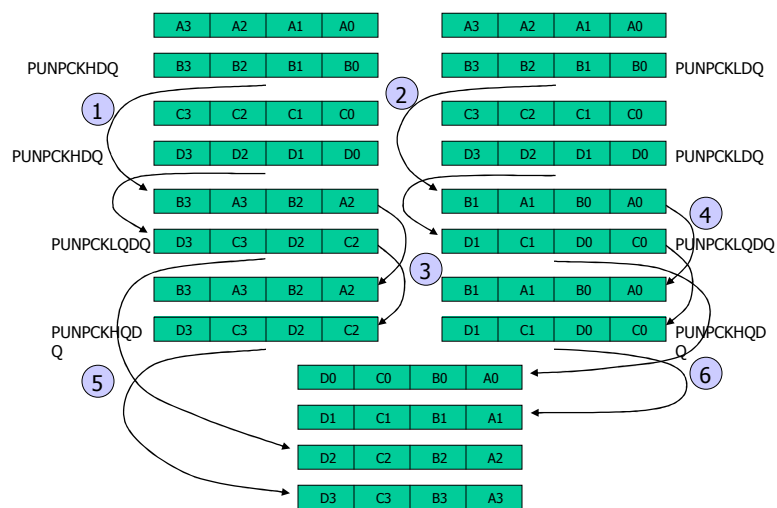 A3 A2 A1 A0 A3 A2 A1 A0
PUNPCKHDQ B3 B2 B1 B0 B3 B2 B1 B0 PUNPCKLDQ
1 C3 C2 C1 C0 2 C3 C2 C1 C0
PUNPCKHDQ D3 D2 D1 D0 D3 D2 D1 D0 PUNPCKLDQ
B3 A3 B2 A2 B1 A1 B0 A0 4
PUNPCKLQDQ D3 C3 D2 C2 3 D1 C1 D0 C0 PUNPCKLQDQ
B3 A3 B2 A2 B1 A1 B0 A0
PUNPCKHQD D3 C3 D2 C2 D1 C1 D0 C0 PUNPCKHQD
Q Q
5 D0 C0 B0 A0 6
D1 C1 B1 A1
D2 C2 B2 A2
D3 C3 B3 A3